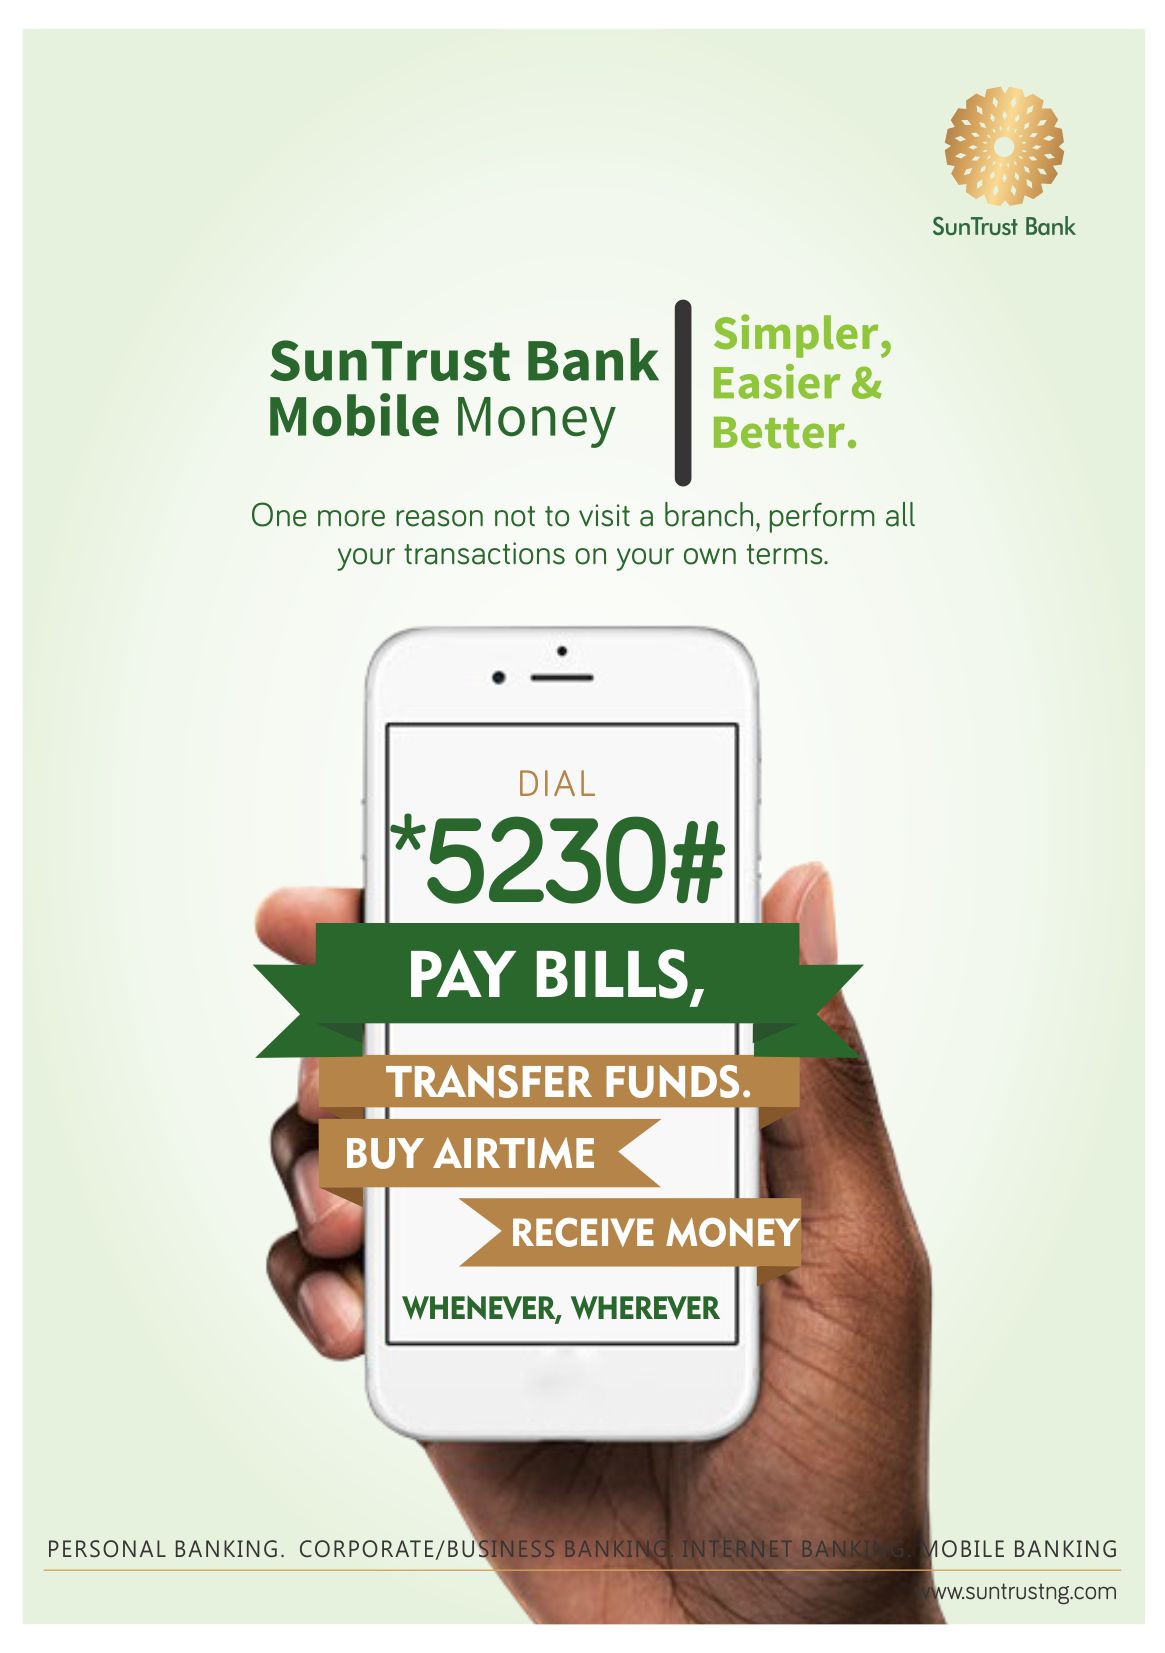 SunTrust Bank
SunTrust Bank
Mobile Money
Simpler,
Easier &
Better.
One more reason not to visit a branch, perform all
your transactions on your own terms.
DIAL
*5230#
PAY BILLS,
TRANSFER FUNDS.
BUY AIRTIME
RECEIVE MONEY
WHENEVER, WHEREVER
PERSONAL BANKING. CORPORATE/BUSINESS BANKING. INTERNET BANKING. MOBILE BANKING
www.suntrustng.com